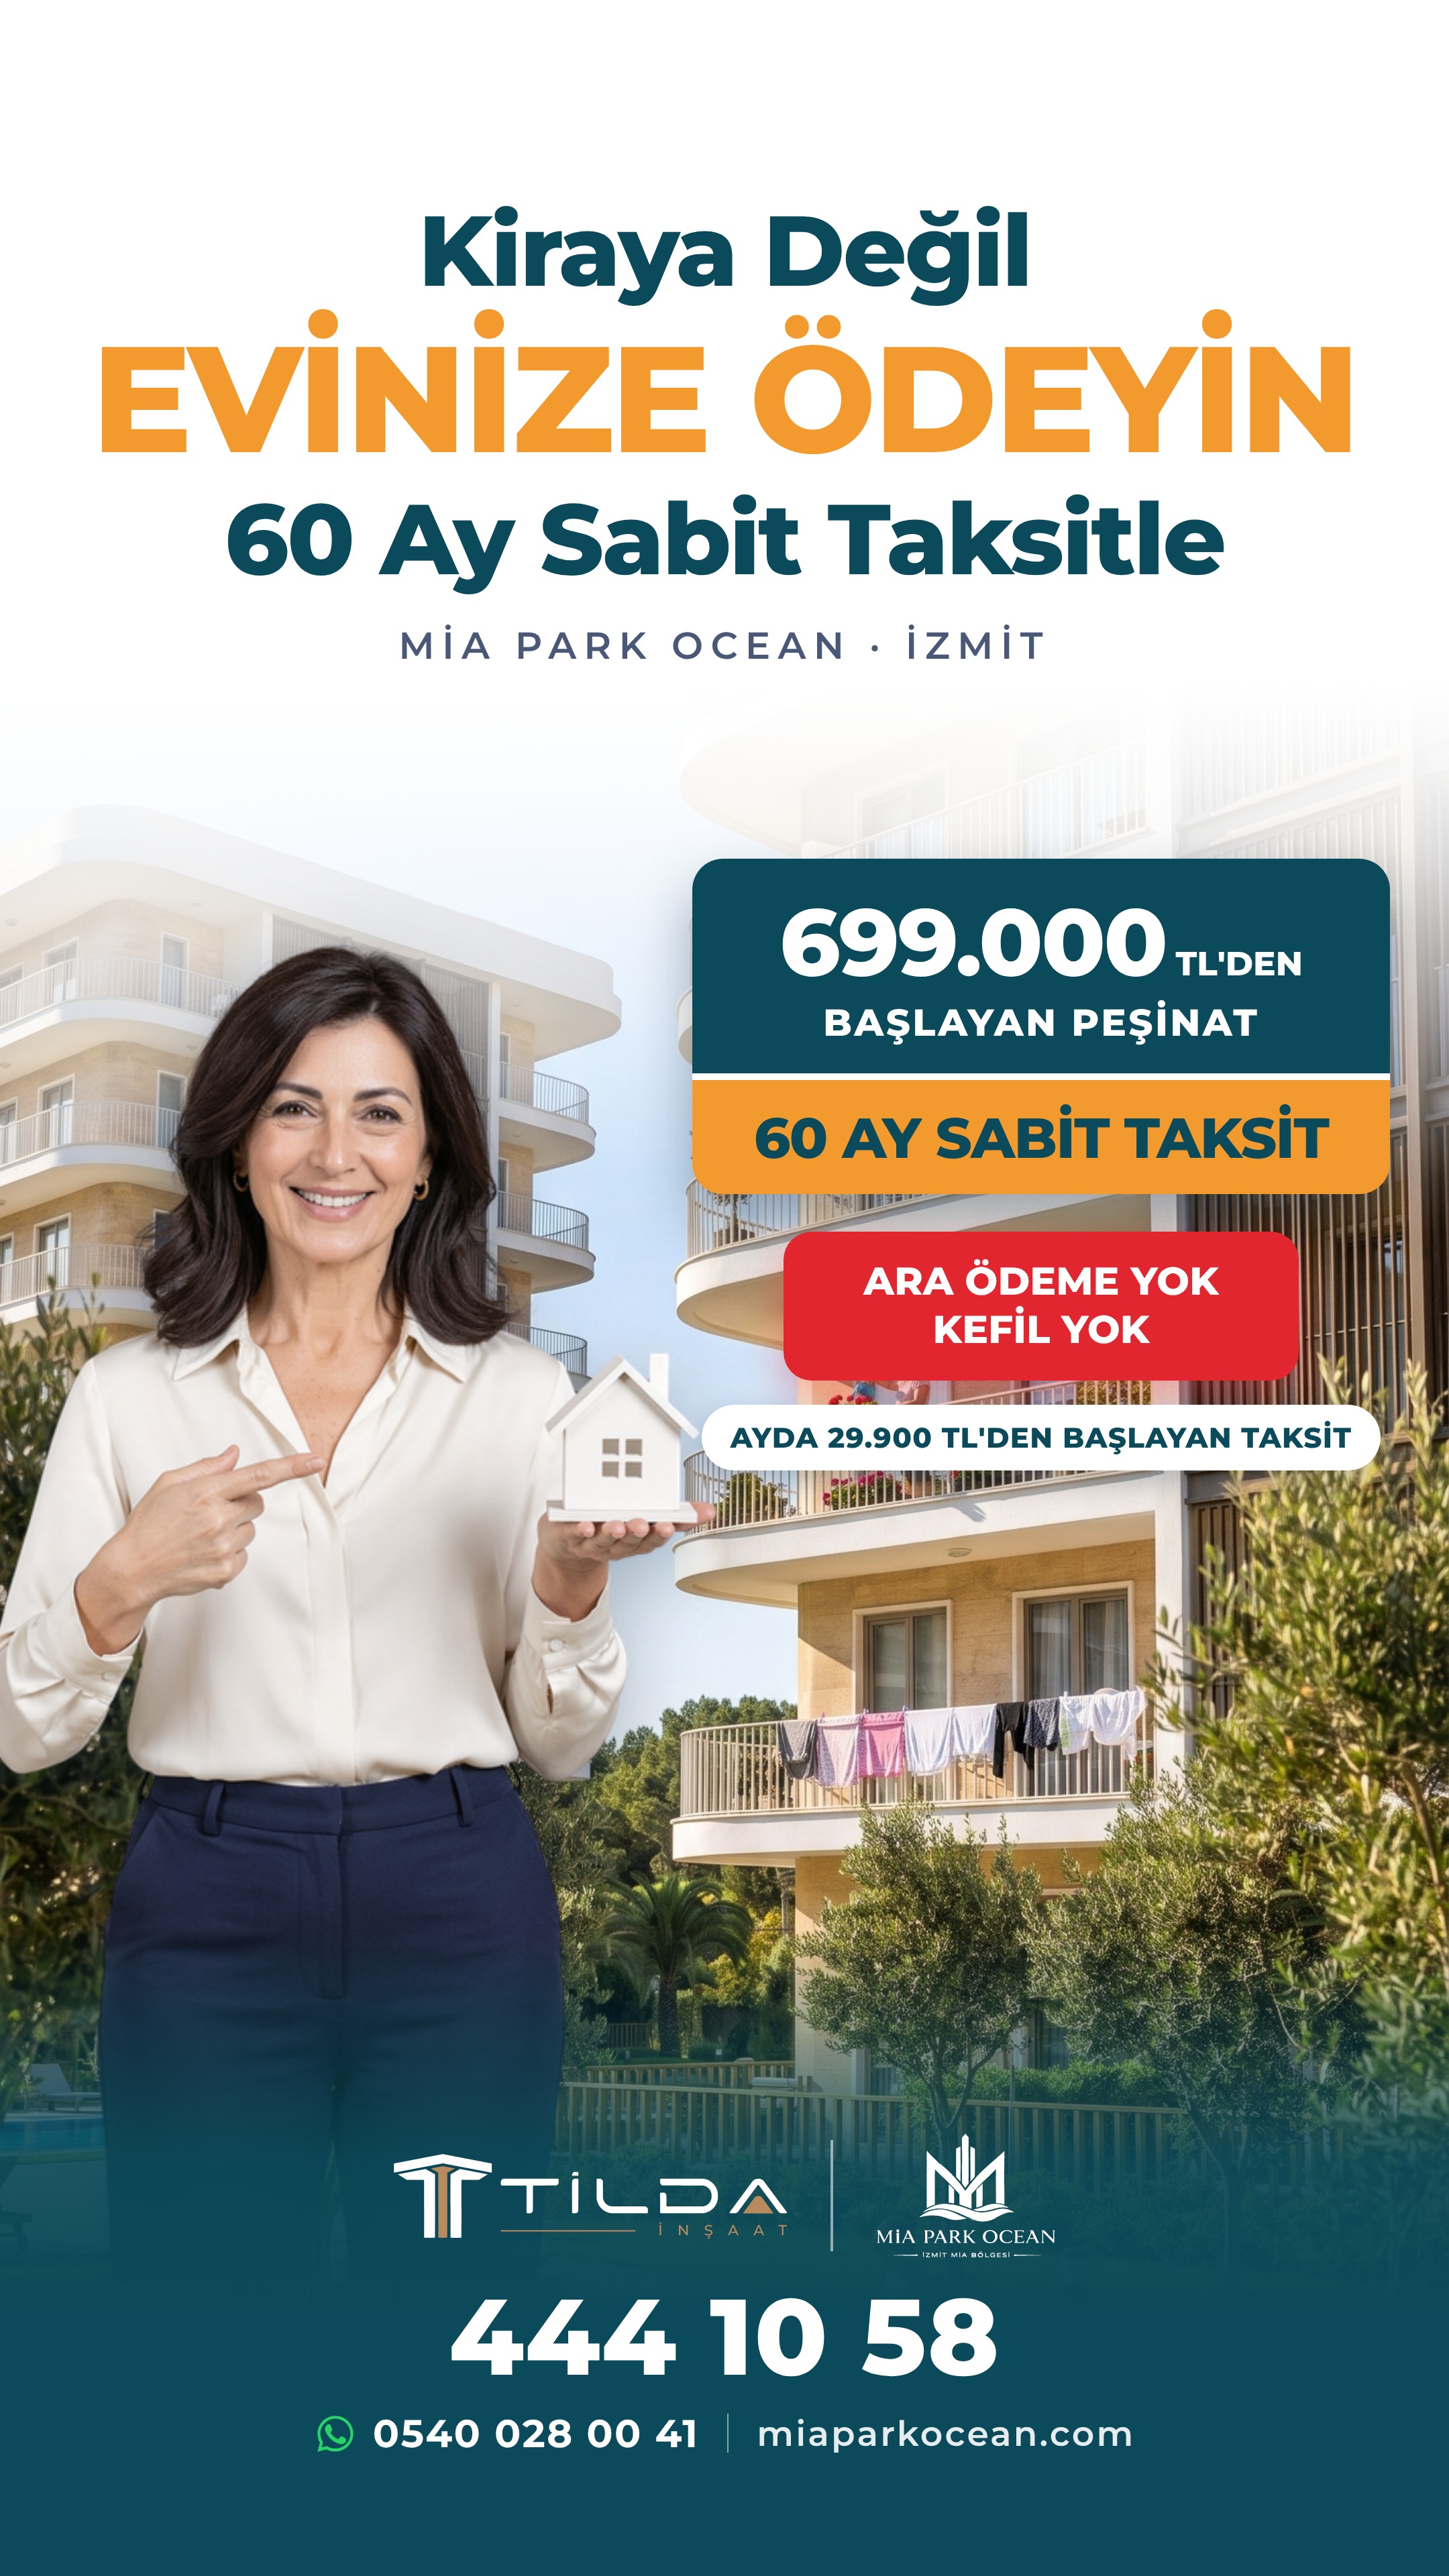 Kiraya Değil
EVİNİZE ÖDEYİN
60 Ay Sabit Taksitle
MİA PARK OCEAN · İZMİT
699.000 TL'DEN
BAŞLAYAN PEŞİNAT
60 AY SABİT TAKSİT
ARA ÖDEME YOK
KEFİL YOK
AYDA 29.900 TL'DEN BAŞLAYAN TAKSİT
TİLDA
İNŞAAT
MİA PARK OCEAN
İZMİT MİA BÖLGESİ
444 10 58
0540 028 00 41
miaparkocean.com